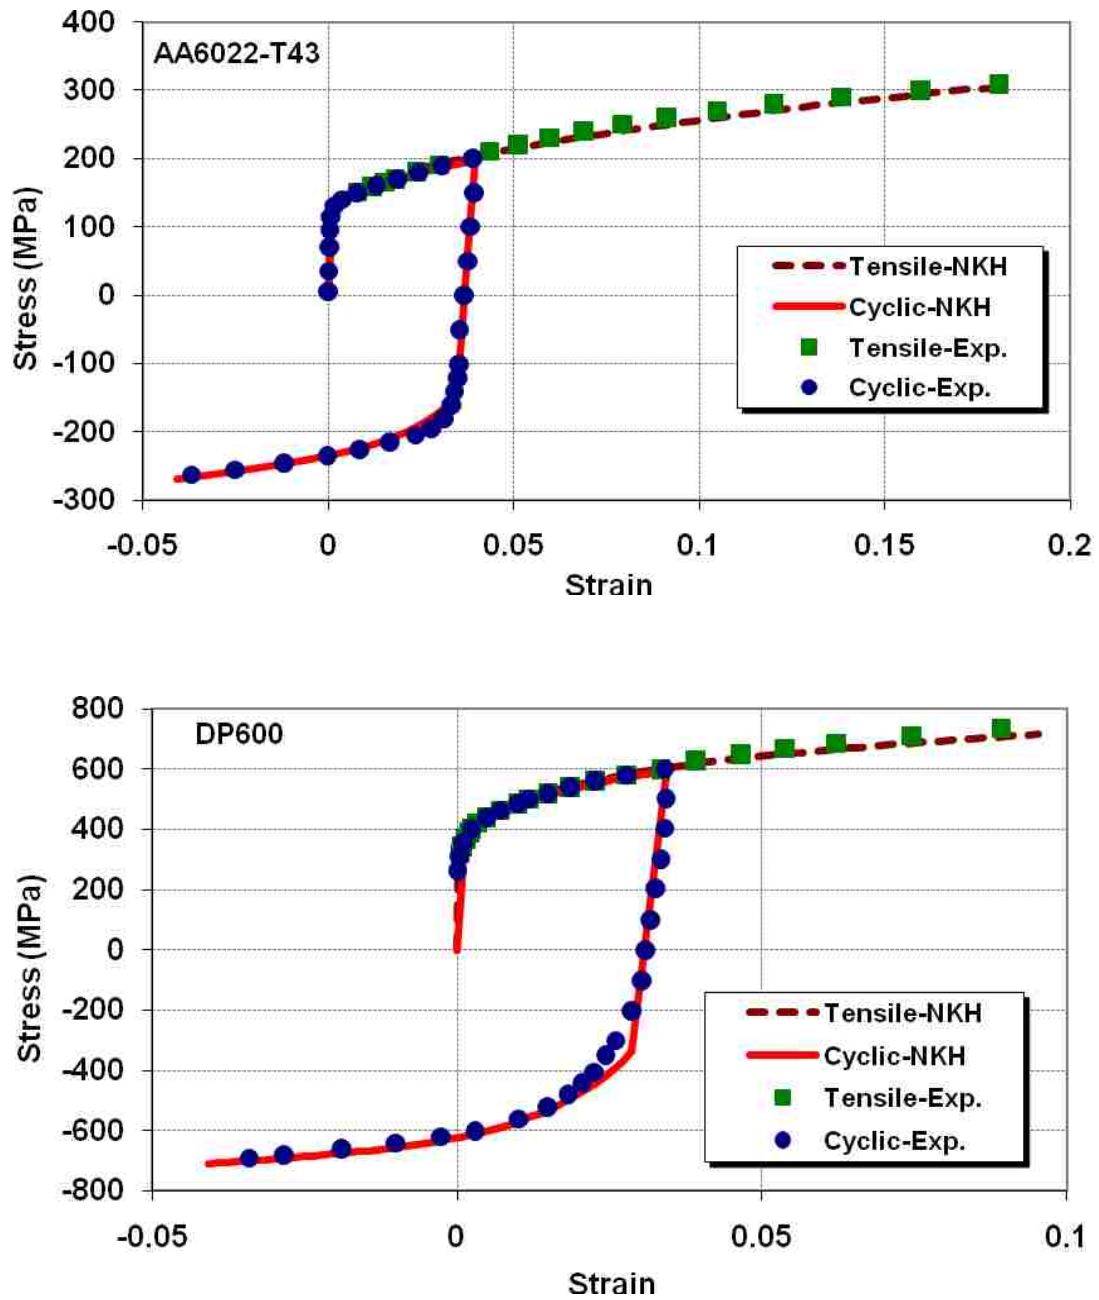 400
AA6022-T43
300
200
100
0
-100
-200
-300
Stress (MPa)
Tensile-NKH
Cyclic-NKH
Tensile-Exp.
Cyclic-Exp.
-0.05 0 0.05 0.1 0.15 0.2
Strain
800
DP600
600
400
200
0
-200
-400
-600
-800
Stress (MPa)
Tensile-NKH
Cyclic-NKH
Tensile-Exp.
Cyclic-Exp.
-0.05 0 0.05 0.1
Strain